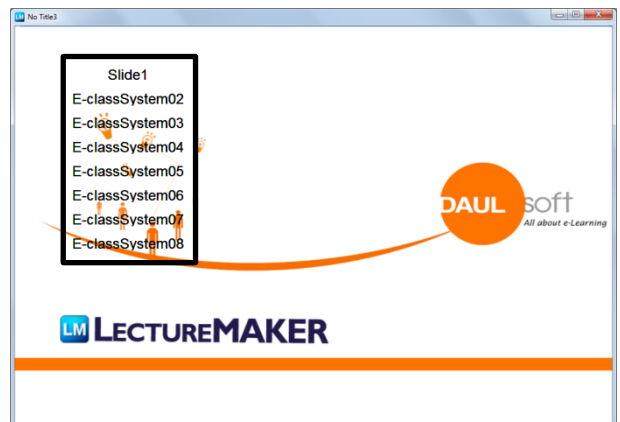 No Title3
Slide1
E-classSystem02
E-classSystem03
E-classSystem04
E-classSystem05
E-classSystem06
E-classSystem07
E-classSystem08
DAUL soft
All about e-Learning
LM LECTUREMAKER